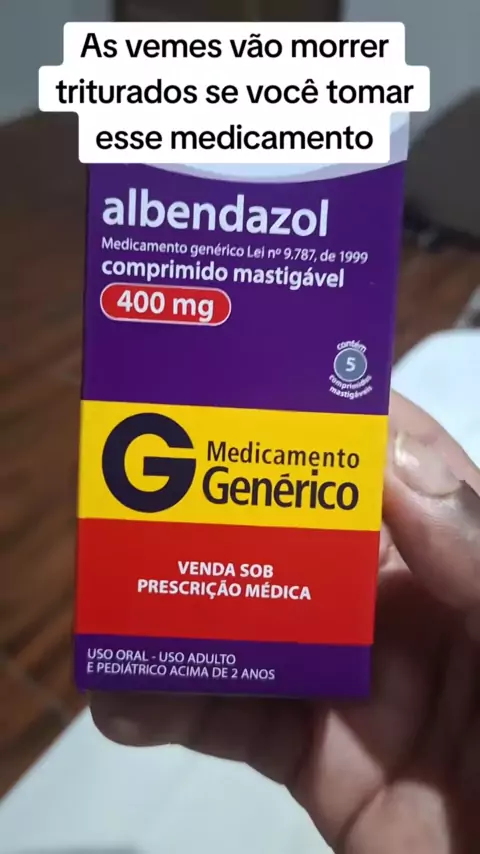 As vemes vão morrer
triturados se você tomar
esse medicamento
albendazol
Medicamento genérico Lei nº 9.787, de 1999
comprimido mastigável
400 mg
contém
5
comprimidos
mastigáveis
G Medicamento
Genérico
VENDA SOB
PRESCRIÇÃO MÉDICA
USO ORAL - USO ADULTO
E PEDIÁTRICO ACIMA DE 2 ANOS